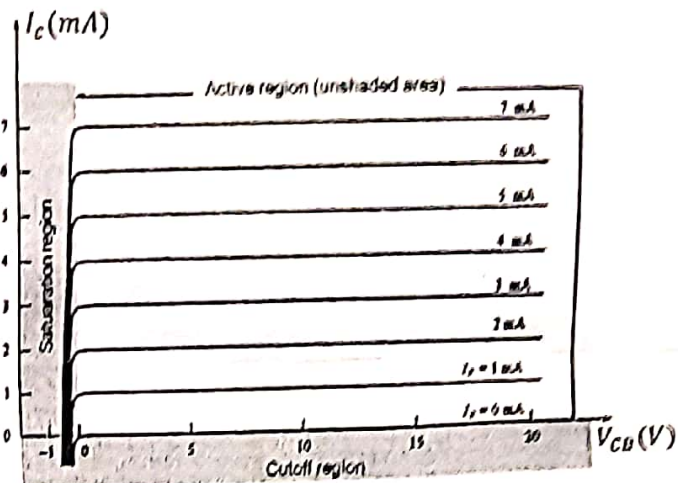 I_C (mA)
Active region (unshaded area)
7 mA
7
6 mA
6
5 mA
5
4 mA
4
3 mA
3
2 mA
2
I_E = 1 mA
1
I_E = 0 mA
0
-1 0 5 10 15 20 V_CB (V)
Cutoff region
Satuaration region